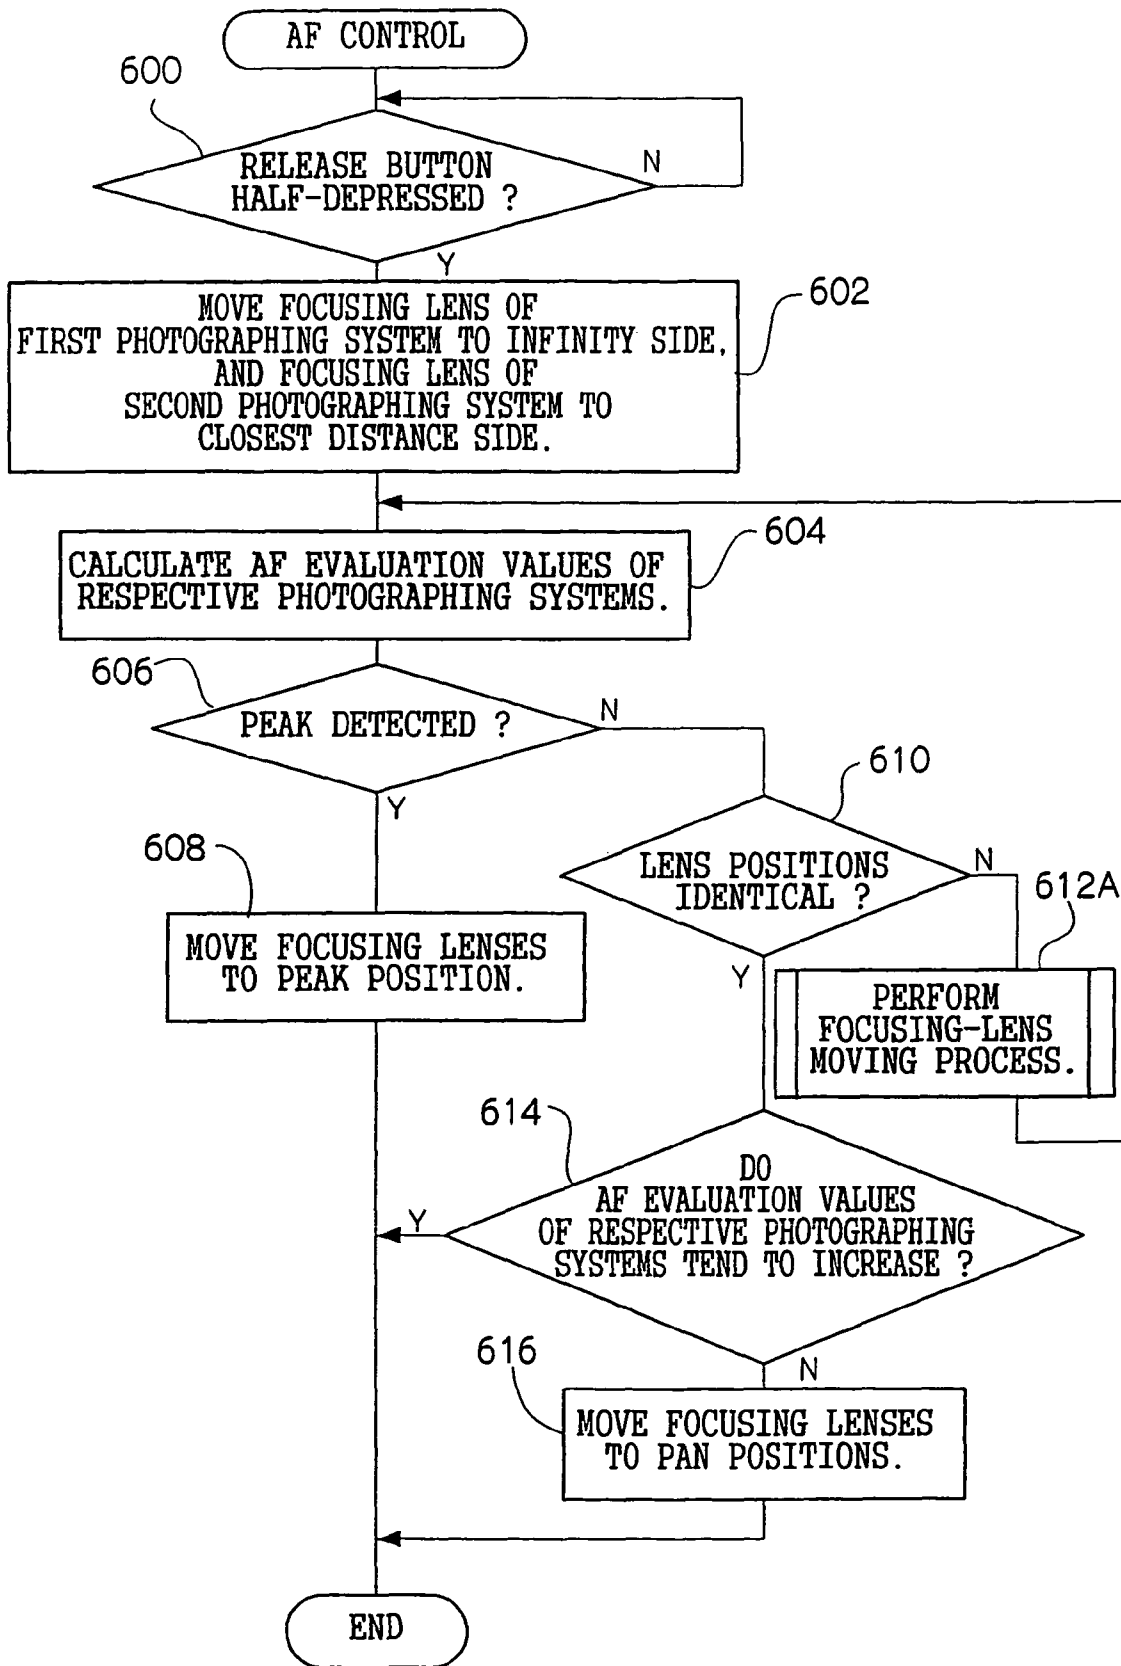 AF CONTROL
600
RELEASE BUTTON
HALF-DEPRESSED ?
N
Y
MOVE FOCUSING LENS OF
FIRST PHOTOGRAPHING SYSTEM TO INFINITY SIDE,
AND FOCUSING LENS OF
SECOND PHOTOGRAPHING SYSTEM TO
CLOSEST DISTANCE SIDE.
602
CALCULATE AF EVALUATION VALUES OF
RESPECTIVE PHOTOGRAPHING SYSTEMS.
604
606
PEAK DETECTED ?
N
Y
610
LENS POSITIONS
IDENTICAL ?
N
Y
608
MOVE FOCUSING LENSES
TO PEAK POSITION.
612A
PERFORM
FOCUSING-LENS
MOVING PROCESS.
614
DO
AF EVALUATION VALUES
OF RESPECTIVE PHOTOGRAPHING
SYSTEMS TEND TO INCREASE ?
Y
N
616
MOVE FOCUSING LENSES
TO PAN POSITIONS.
END